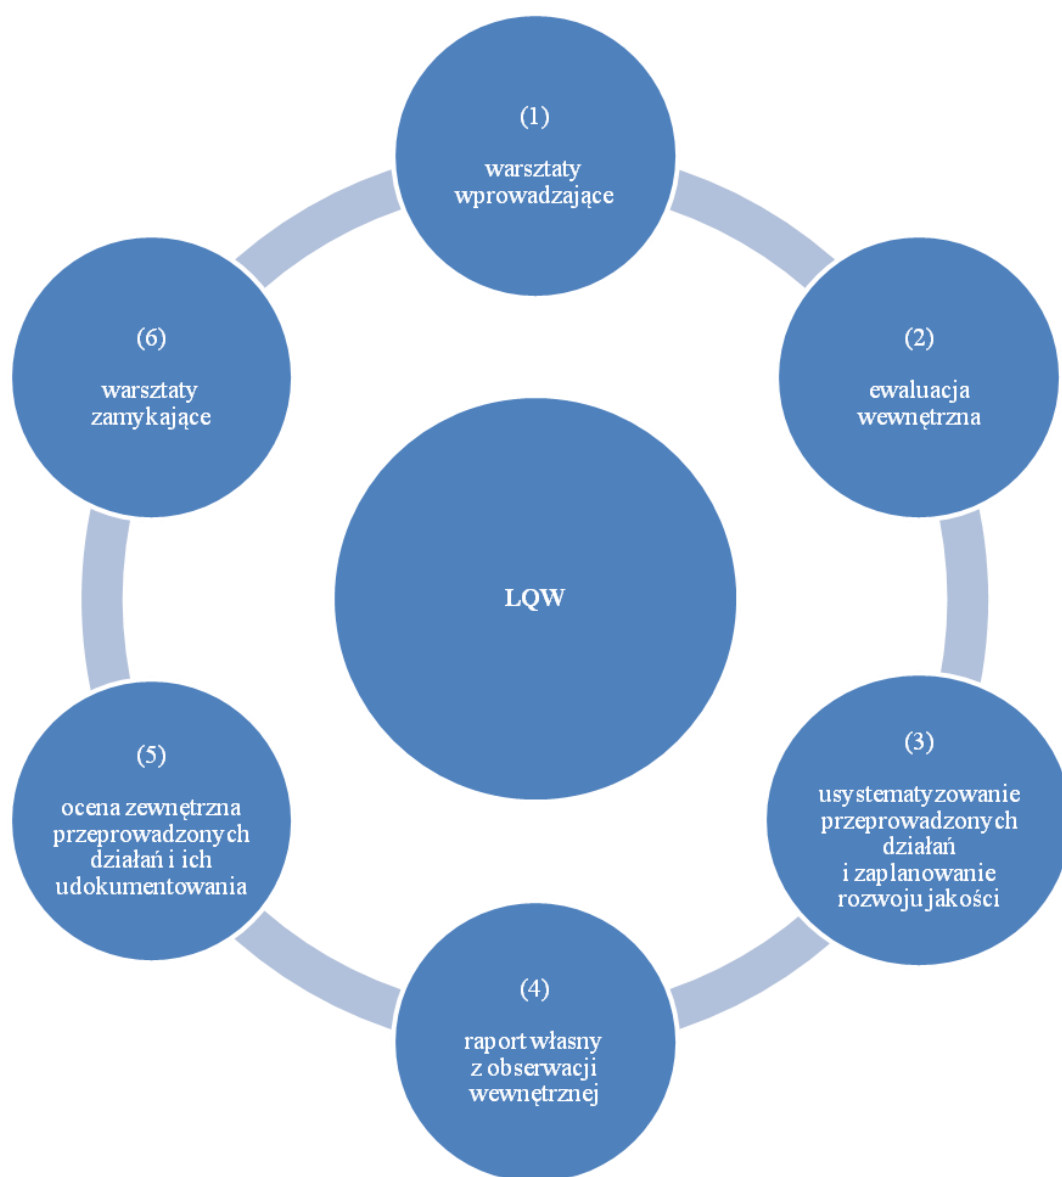 (1)
warsztaty
wprowadzające
(2)
ewaluacja
wewnętrzna
(3)
usystematyzowanie
przeprowadzonych
działań
i zaplanowanie
rozwoju jakości
(4)
raport własny
z obserwacji
wewnętrznej
(5)
ocena zewnętrzna
przeprowadzonych
działań i ich
udokumentowania
(6)
warsztaty
zamykające
LQW